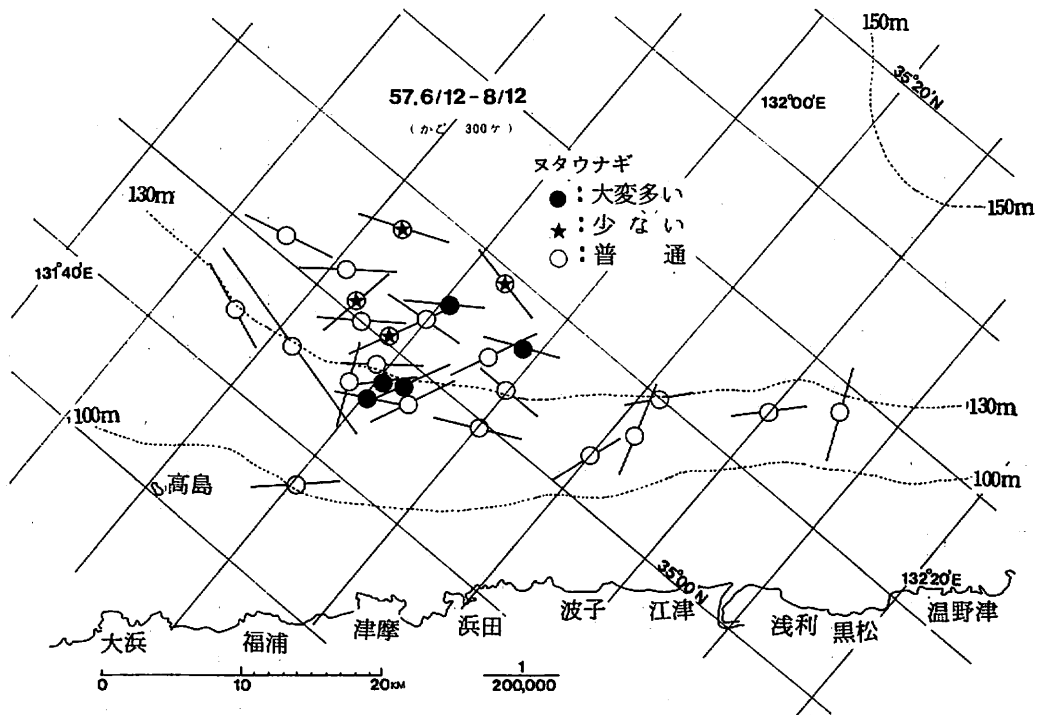 150m
35°20'N
132°00'E
57.6/12-8/12
(かご 300ケ)
ヌタウナギ
●:大変多い
★:少ない
○:普通
130m
150m
131°40'E
100m
130m
高島
100m
35°00'N
132°20'E
大浜
福浦
津摩
浜田
波子
江津
浅利
黒松
温野津
0 10 20KM
1
200,000